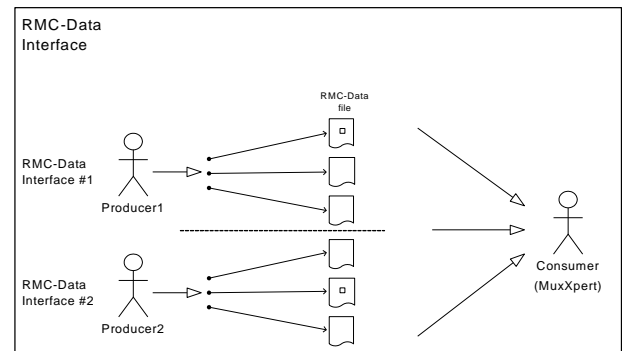 RMC-Data
Interface
RMC-Data
file
RMC-Data
Interface #1
Producer1
Consumer
(MuxXpert)
RMC-Data
Interface #2
Producer2